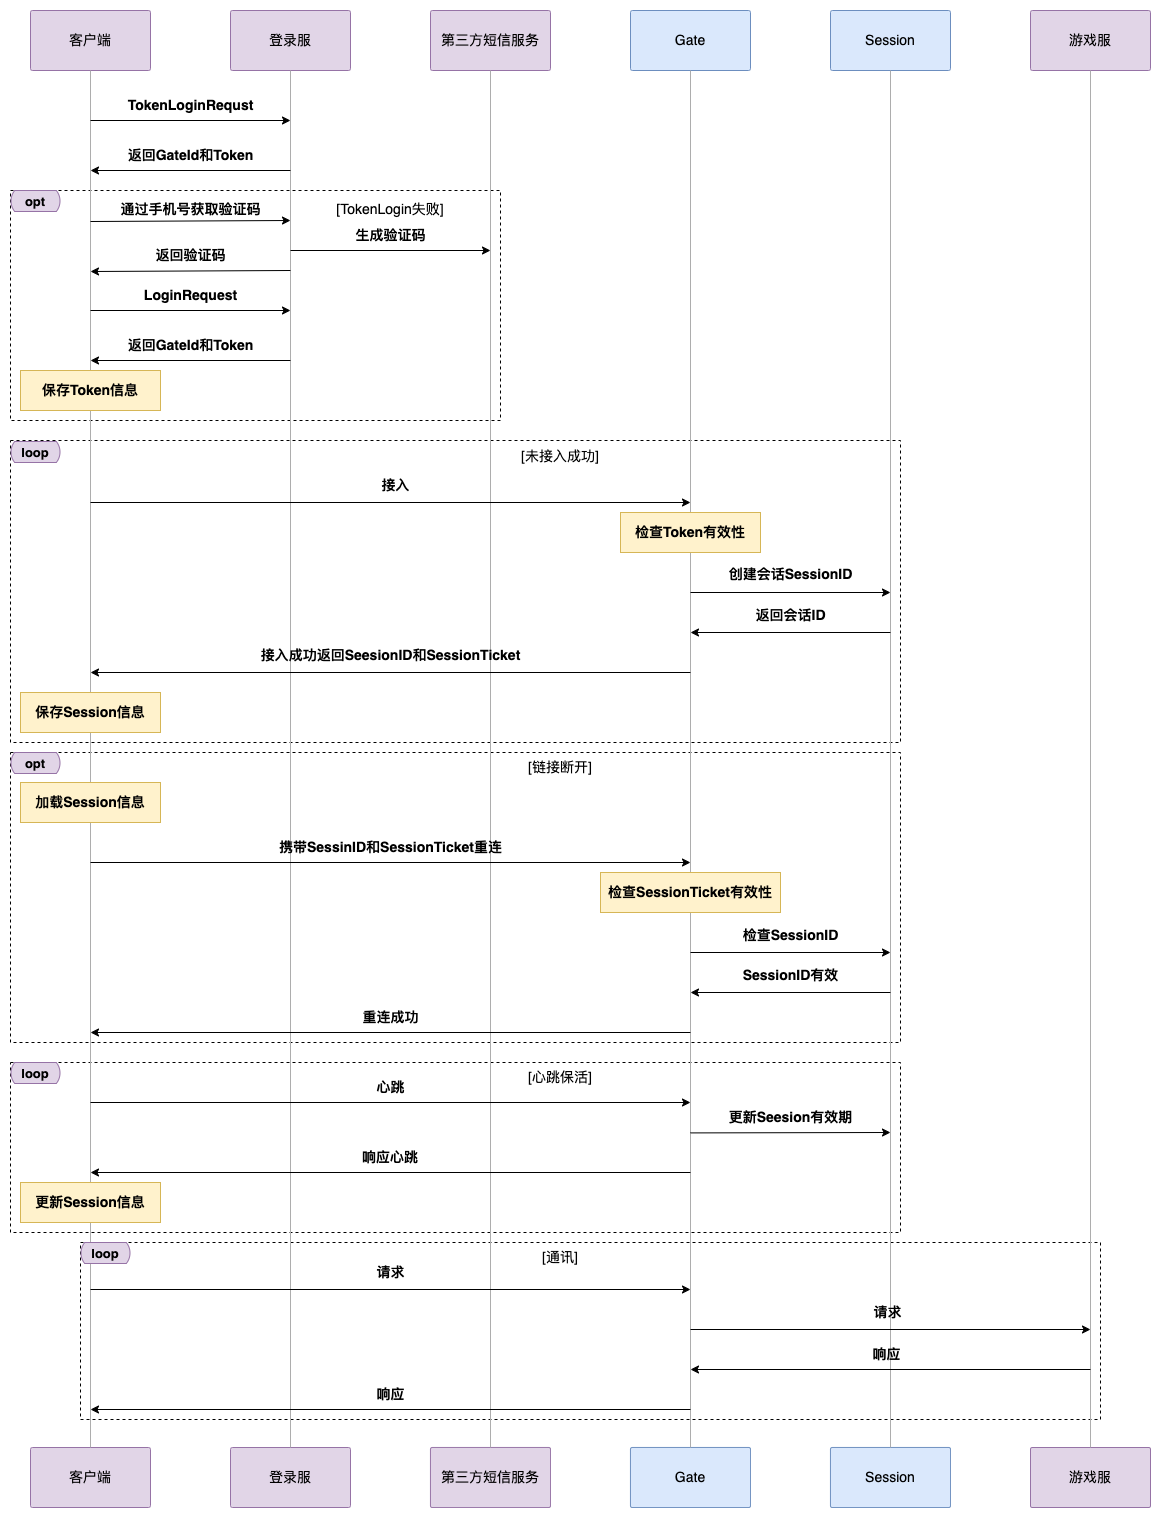 客户端
登录服
第三方短信服务
Gate
Session
游戏服
TokenLoginRequst
返回GateId和Token
opt
通过手机号获取验证码
[TokenLogin失败]
生成验证码
返回验证码
LoginRequest
返回GateId和Token
保存Token信息
loop
[未接入成功]
接入
检查Token有效性
创建会话SessionID
返回会话ID
接入成功返回SeesionID和SessionTicket
保存Session信息
opt
[链接断开]
加载Session信息
携带SessinID和SessionTicket重连
检查SessionTicket有效性
检查SessionID
SessionID有效
重连成功
loop
[心跳保活]
心跳
更新Seesion有效期
响应心跳
更新Session信息
loop
[通讯]
请求
请求
响应
响应
客户端
登录服
第三方短信服务
Gate
Session
游戏服